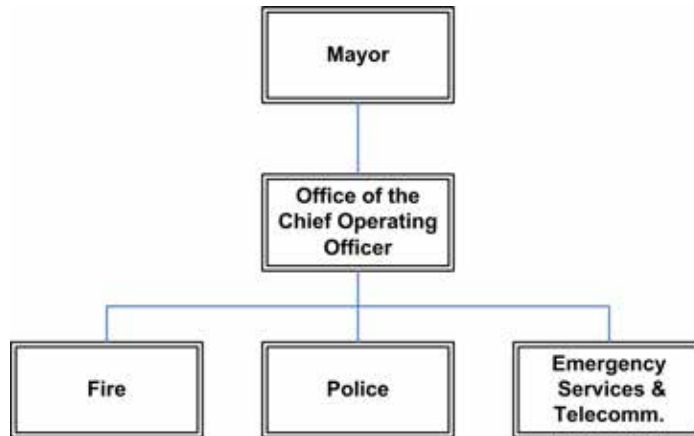 Mayor
Office of the
Chief Operating
Officer
Fire
Police
Emergency
Services &
Telecomm.